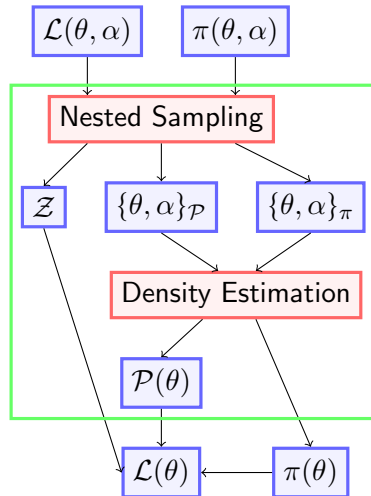 ℒ(θ, α) π(θ, α)
Nested Sampling
𝒵 {θ, α}𝒫 {θ, α}π
Density Estimation
𝒫(θ)
ℒ(θ) π(θ)